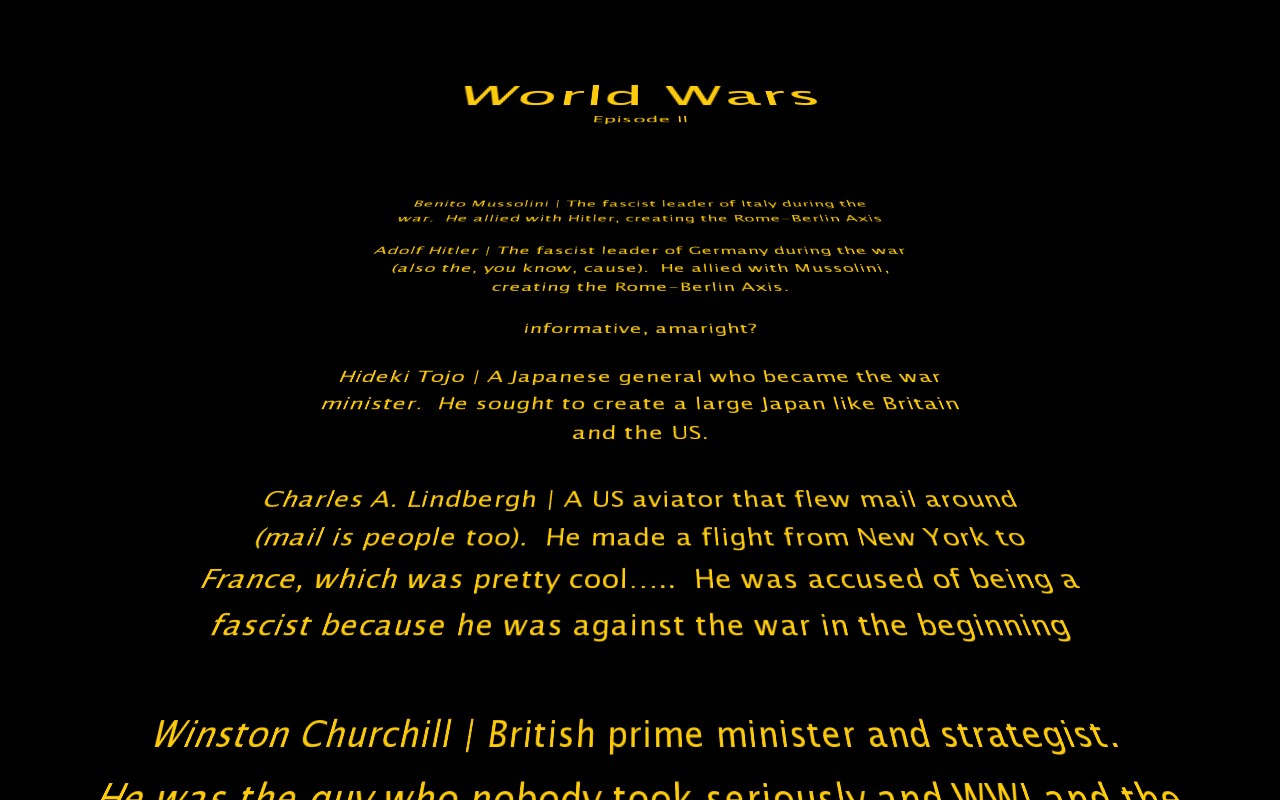 World Wars
Episode II
Benito Mussolini | The fascist leader of Italy during the
war.  He allied with Hitler, creating the Rome-Berlin Axis
Adolf Hitler | The fascist leader of Germany during the war
(also the, you know, cause).  He allied with Mussolini,
creating the Rome-Berlin Axis.
informative, amaright?
Hideki Tojo | A Japanese general who became the war
minister.  He sought to create a large Japan like Britain
and the US.
Charles A. Lindbergh | A US aviator that flew mail around
(mail is people too).  He made a flight from New York to
France, which was pretty cool.....  He was accused of being a
fascist because he was against the war in the beginning
Winston Churchill | British prime minister and strategist.
He was the guy who nobody took seriously and WWI and the